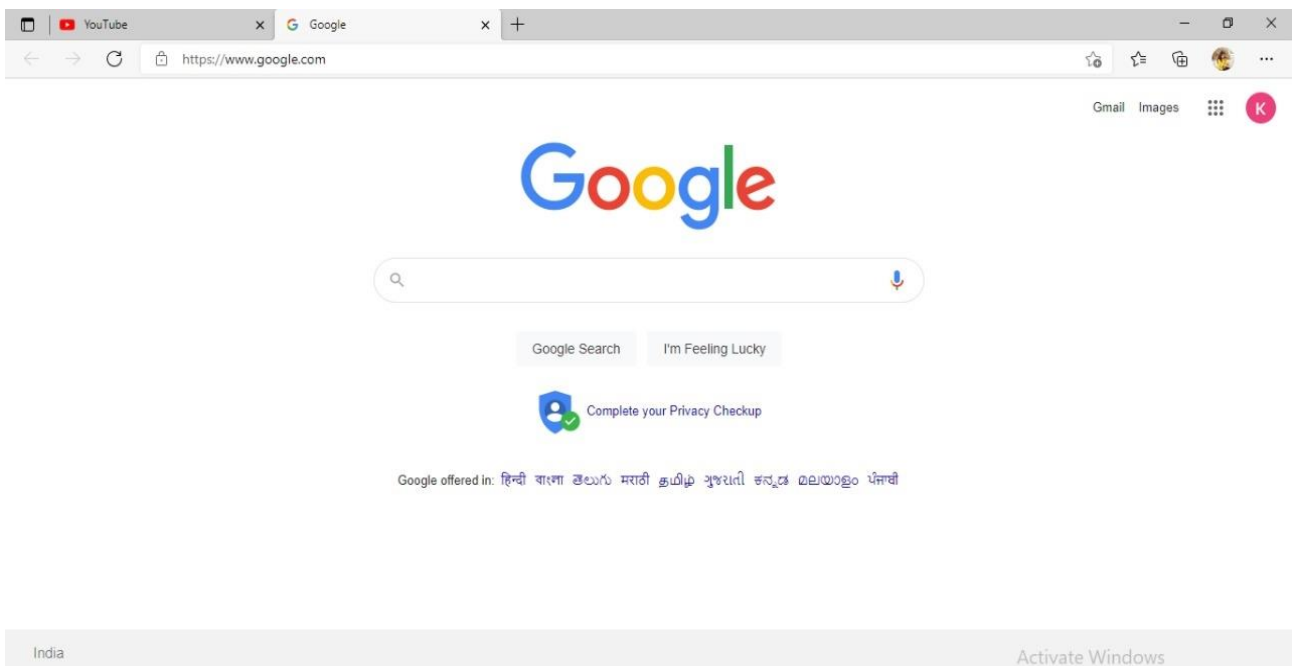 YouTube Google
https://www.google.com
Gmail Images K
Google
Google Search I'm Feeling Lucky
Complete your Privacy Checkup
Google offered in: हिन्दी বাংলা తెలుగు मराठी தமிழ் ગુજરાતી ಕನ್ನಡ മലയാളം ਪੰਜਾਬੀ
India Activate Windows